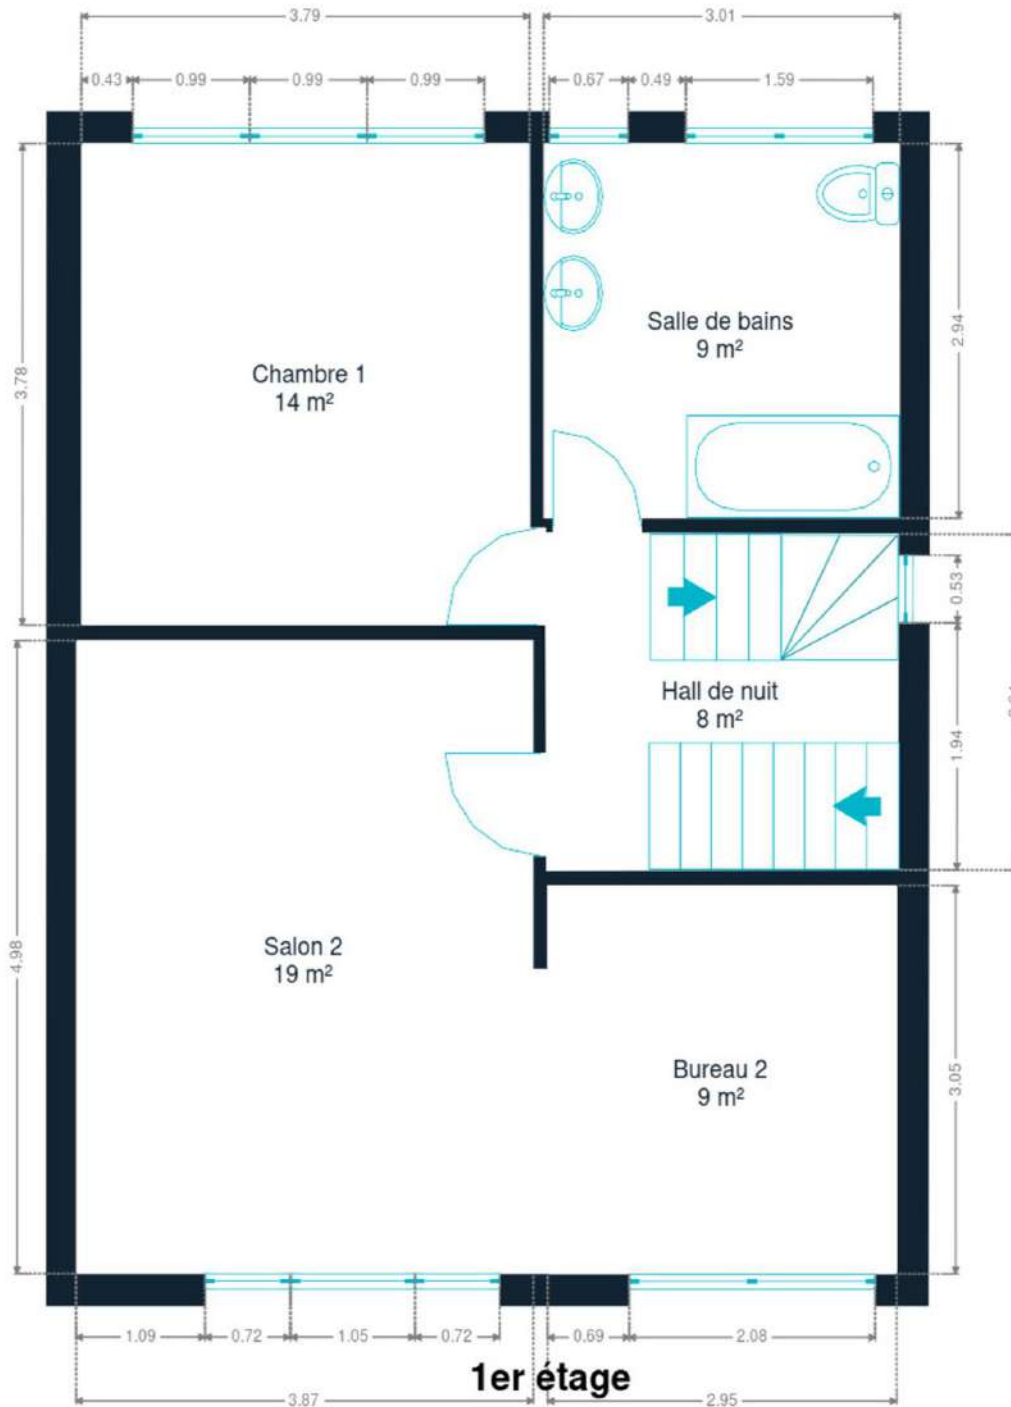 3.79
3.01
0.43
0.99
0.99
0.99
0.67
0.49
1.59
3.78
2.94
Salle de bains
9 m²
Chambre 1
14 m²
0.53
Hall de nuit
8 m²
1.94
4.98
Salon 2
19 m²
Bureau 2
9 m²
3.05
1.09
0.72
1.05
0.72
0.69
2.08
1er étage
3.87
2.95